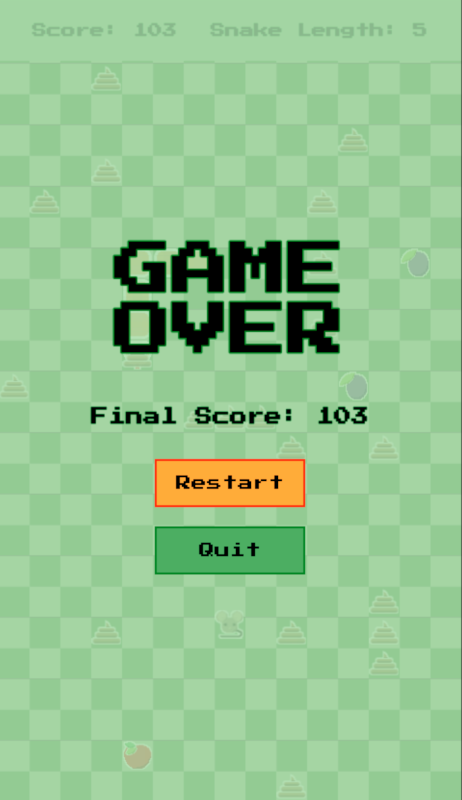 Score: 103 Snake Length: 5
GAME
OVER
Final Score: 103
Restart
Quit